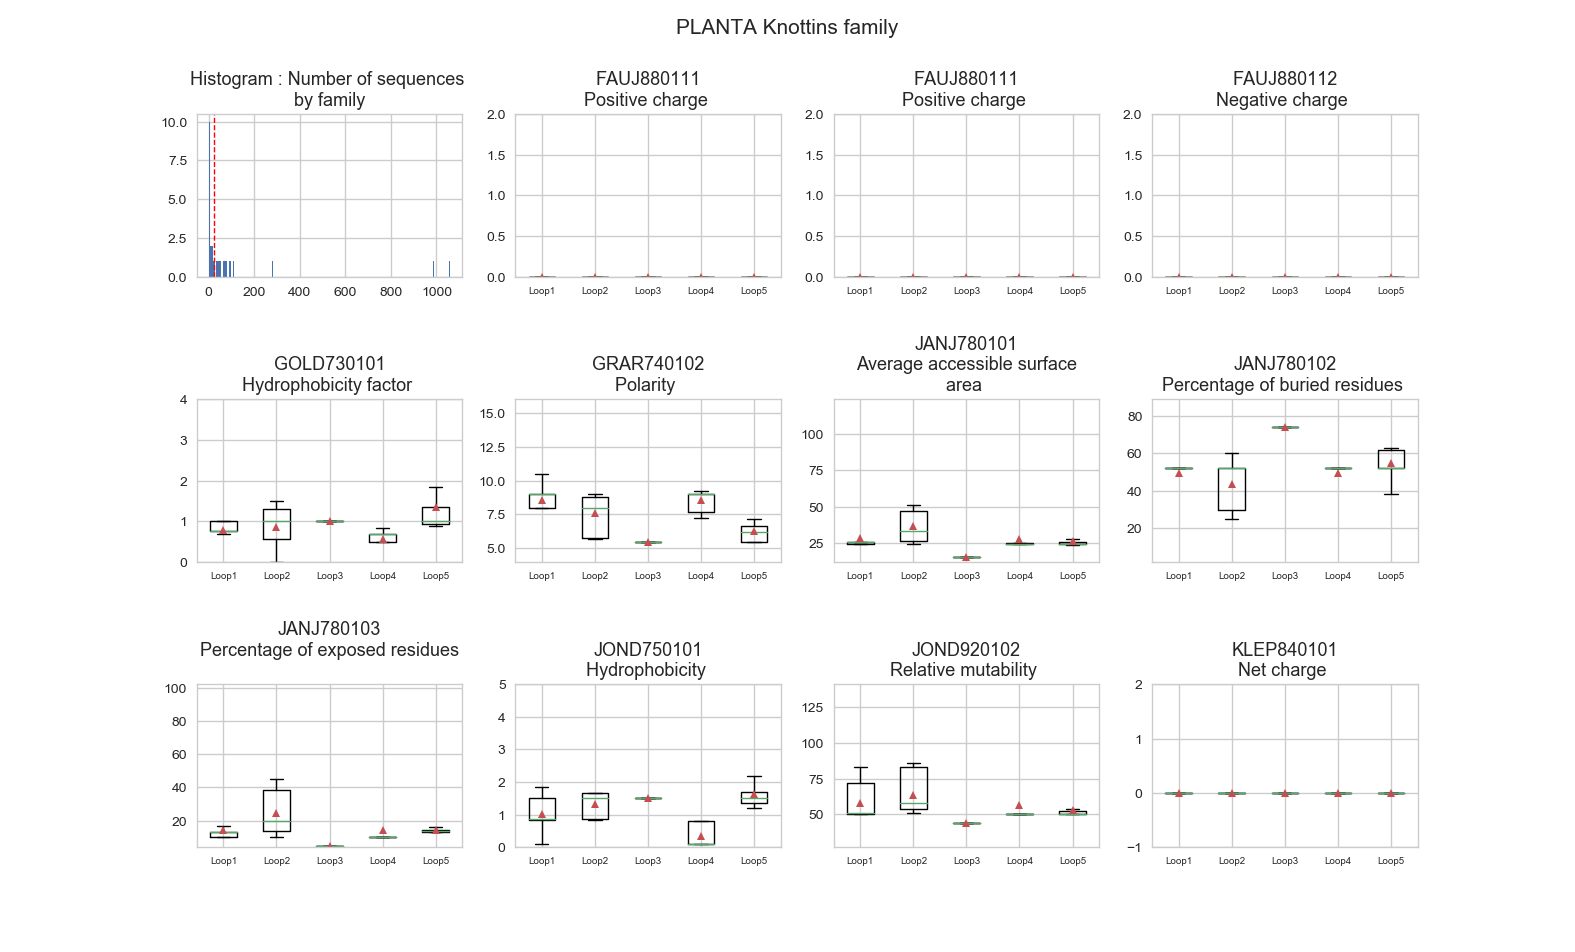 PLANTA Knottins family
Histogram : Number of sequences
by family
10.0
7.5
5.0
2.5
0.0
0 200 400 600 800 1000
FAUJ880111
Positive charge
2.0
1.5
1.0
0.5
0.0
Loop1 Loop2 Loop3 Loop4 Loop5
FAUJ880111
Positive charge
2.0
1.5
1.0
0.5
0.0
Loop1 Loop2 Loop3 Loop4 Loop5
FAUJ880112
Negative charge
2.0
1.5
1.0
0.5
0.0
Loop1 Loop2 Loop3 Loop4 Loop5
GOLD730101
Hydrophobicity factor
4
3
2
1
0
Loop1 Loop2 Loop3 Loop4 Loop5
GRAR740102
Polarity
15.0
12.5
10.0
7.5
5.0
Loop1 Loop2 Loop3 Loop4 Loop5
JANJ780101
Average accessible surface
area
100
75
50
25
Loop1 Loop2 Loop3 Loop4 Loop5
JANJ780102
Percentage of buried residues
80
60
40
20
Loop1 Loop2 Loop3 Loop4 Loop5
JANJ780103
Percentage of exposed residues
100
80
60
40
20
Loop1 Loop2 Loop3 Loop4 Loop5
JOND750101
Hydrophobicity
5
4
3
2
1
0
Loop1 Loop2 Loop3 Loop4 Loop5
JOND920102
Relative mutability
125
100
75
50
Loop1 Loop2 Loop3 Loop4 Loop5
KLEP840101
Net charge
2
1
0
−1
Loop1 Loop2 Loop3 Loop4 Loop5